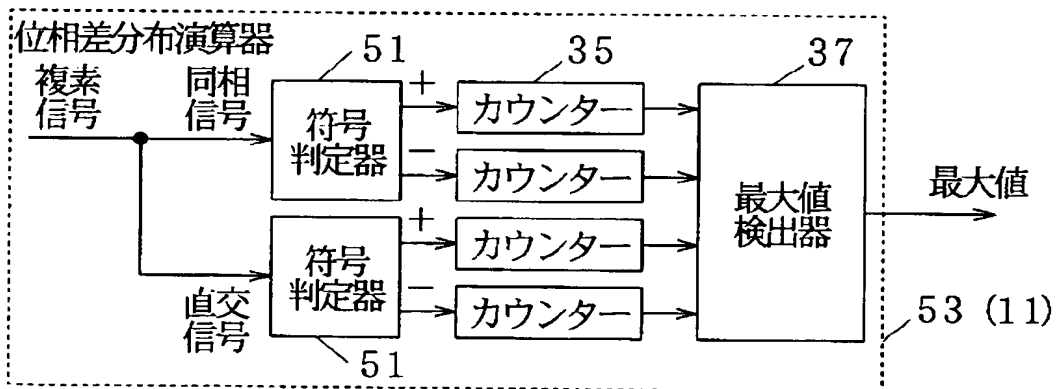 位相差分布演算器
51
35
37
複素
信号
同相
信号
符号
判定器
+
カウンター
−
カウンター
最大値
検出器
最大値
符号
判定器
+
カウンター
−
カウンター
直交
信号
51
53 (11)